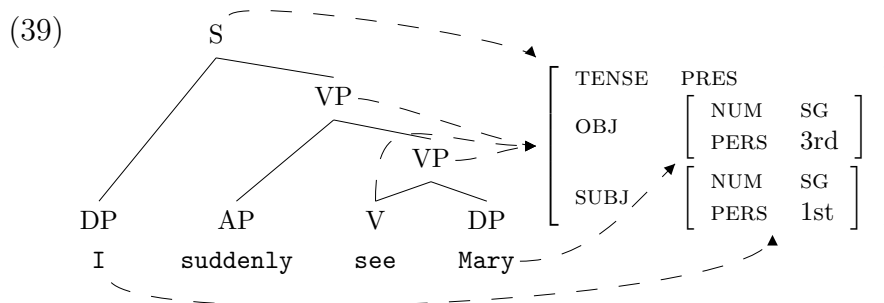 (39)
S
TENSE PRES
VP
OBJ
NUM SG
PERS 3rd
VP
SUBJ
NUM SG
PERS 1st
DP AP V DP
I suddenly see Mary